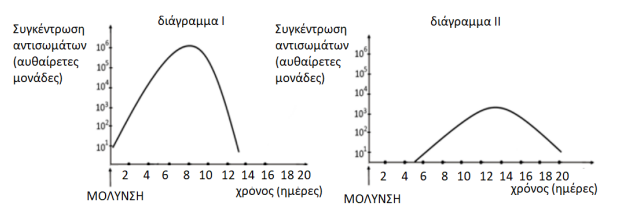 διάγραμμα Ι
Συγκέντρωση
αντισωμάτων
(αυθαίρετες
μονάδες)
10⁶
10⁵
10⁴
10³
10²
10¹
2 4 6 8 10 12 14 16 18 20
ΜΟΛΥΝΣΗ
χρόνος (ημέρες)
διάγραμμα ΙΙ
Συγκέντρωση
αντισωμάτων
(αυθαίρετες
μονάδες)
10⁶
10⁵
10⁴
10³
10²
10¹
2 4 6 8 10 12 14 16 18 20
χρόνος (ημέρες)
ΜΟΛΥΝΣΗ